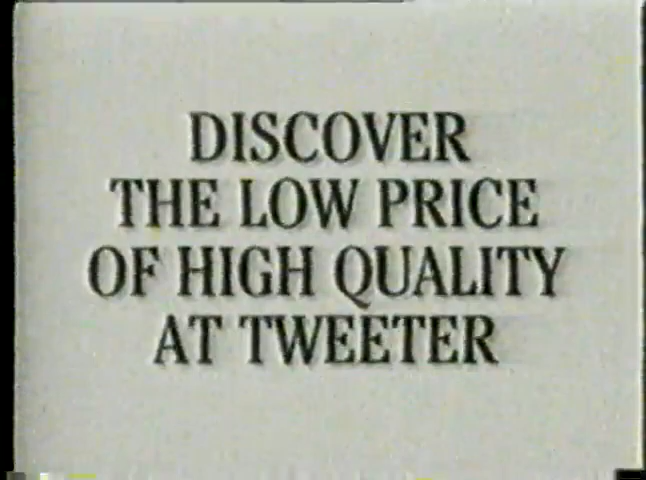 DISCOVER
THE LOW PRICE
OF HIGH QUALITY
AT TWEETER